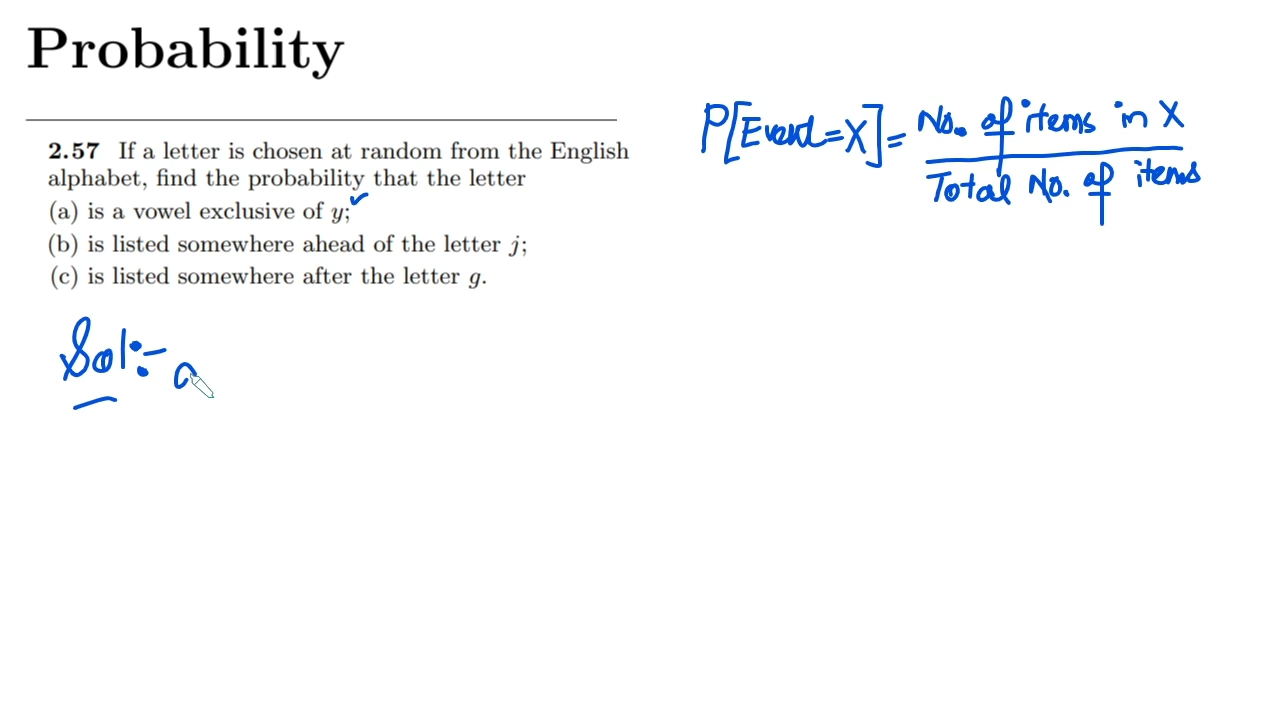 Probability
2.57 If a letter is chosen at random from the English
alphabet, find the probability that the letter
(a) is a vowel exclusive of y;
(b) is listed somewhere ahead of the letter j;
(c) is listed somewhere after the letter g.
P[Event=X]= No. of items in X
Total No. of items
Sol:- a